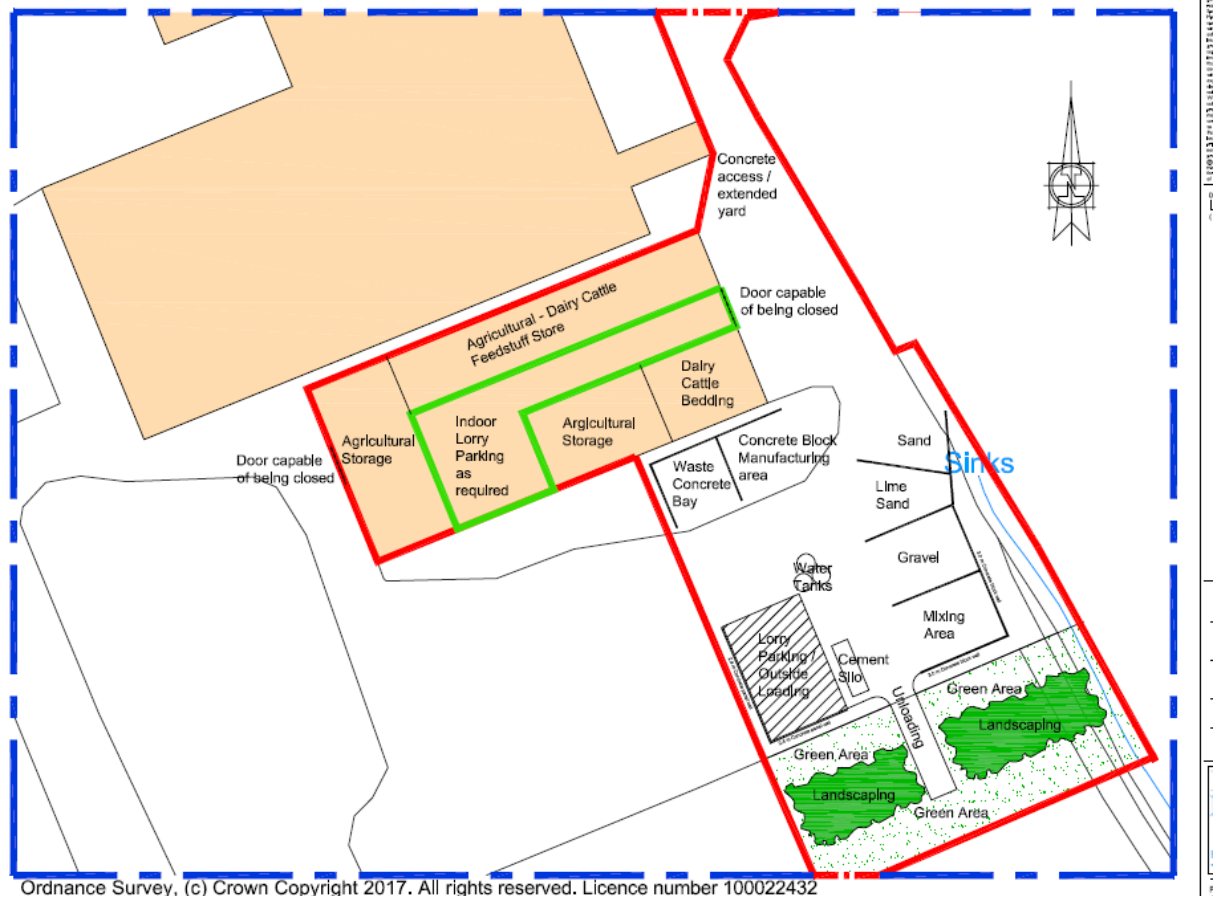 Concrete
access /
extended
yard
N
Agricultural - Dairy Cattle
Feedstuff Store
Door capable
of being closed
Dairy
Cattle
Bedding
Indoor
Lorry
Parking
as
required
Argicultural
Storage
Agricultural
Storage
Door capable
of being closed
Waste
Concrete
Bay
Concrete Block
Manufacturing
area
Sand
Sinks
Lime
Sand
Gravel
Water
Tanks
Mixing
Area
Lorry
Parking /
Outside
Loading
Cement
Silo
Unloading
Green Area
Landscaping
Green Area
Landscaping
Green Area
Ordnance Survey, (c) Crown Copyright 2017. All rights reserved. Licence number 100022432